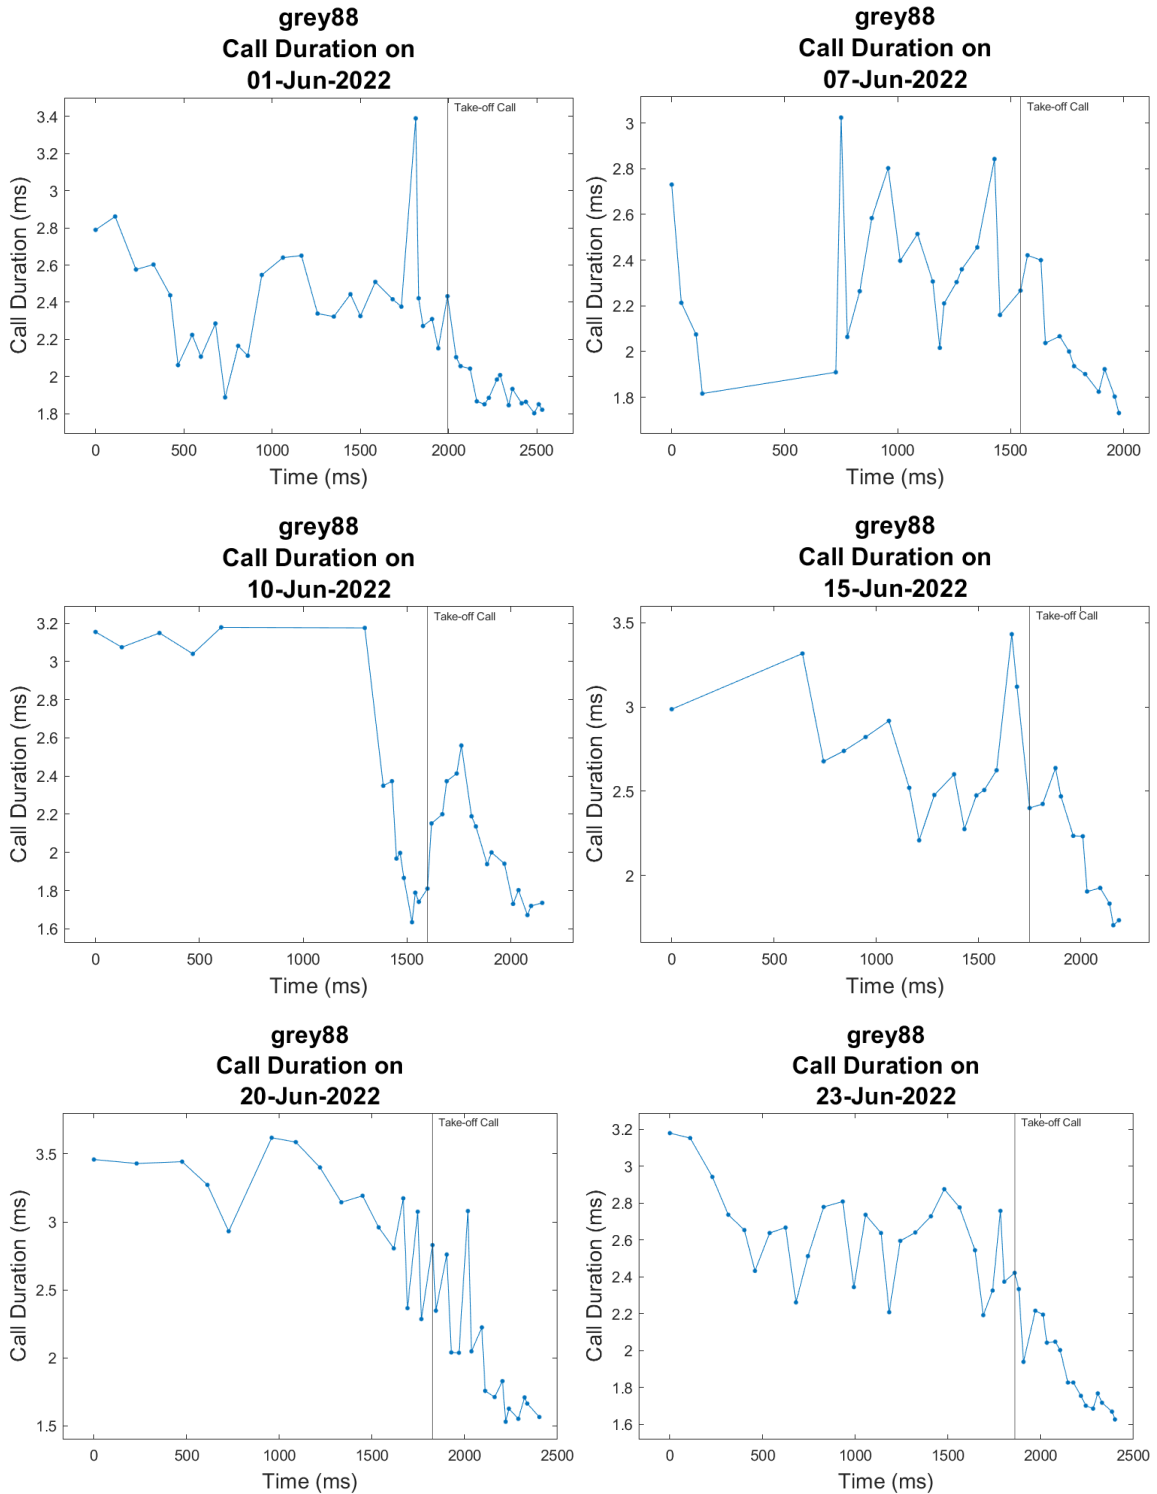 grey88
Call Duration on
01-Jun-2022
Take-off Call
3.4
3.2
3
2.8
2.6
2.4
2.2
2
1.8
Call Duration (ms)
0 500 1000 1500 2000 2500
Time (ms)
grey88
Call Duration on
07-Jun-2022
Take-off Call
3
2.8
2.6
2.4
2.2
2
1.8
Call Duration (ms)
0 500 1000 1500 2000
Time (ms)
grey88
Call Duration on
10-Jun-2022
Take-off Call
3.2
3
2.8
2.6
2.4
2.2
2
1.8
1.6
Call Duration (ms)
0 500 1000 1500 2000
Time (ms)
grey88
Call Duration on
15-Jun-2022
Take-off Call
3.5
3
2.5
2
Call Duration (ms)
0 500 1000 1500 2000
Time (ms)
grey88
Call Duration on
20-Jun-2022
Take-off Call
3.5
3
2.5
2
1.5
Call Duration (ms)
0 500 1000 1500 2000 2500
Time (ms)
grey88
Call Duration on
23-Jun-2022
Take-off Call
3.2
3
2.8
2.6
2.4
2.2
2
1.8
1.6
Call Duration (ms)
0 500 1000 1500 2000 2500
Time (ms)